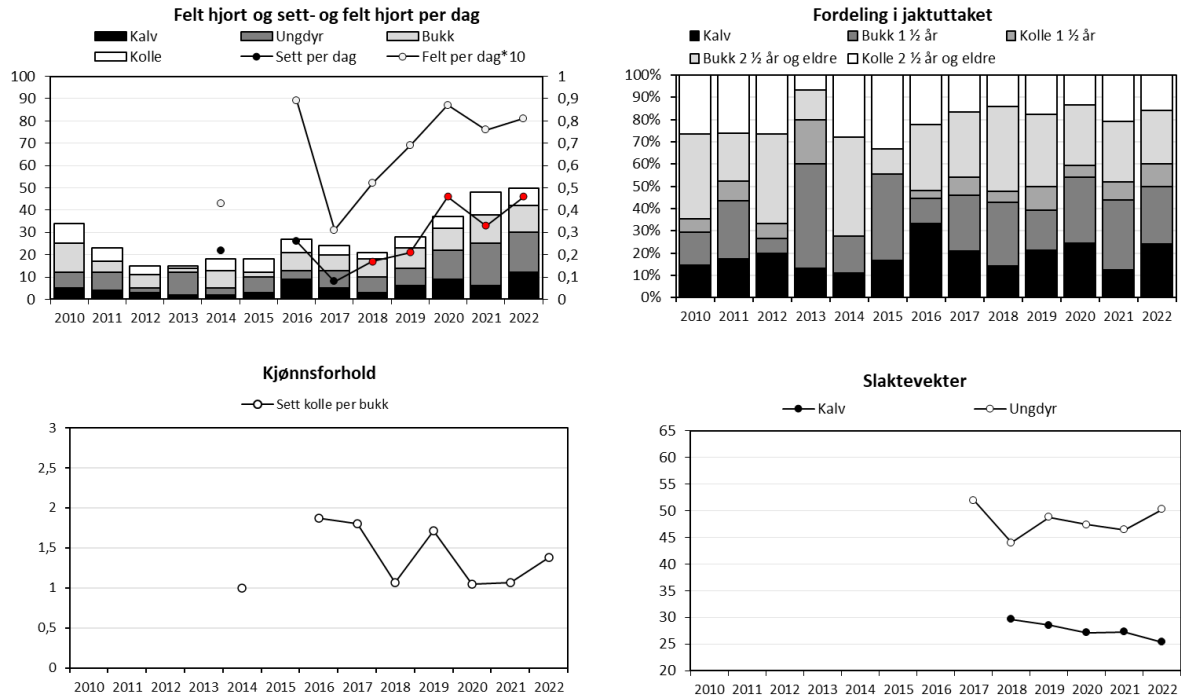 Felt hjort og sett- og felt hjort per dag
Kalv Ungdyr Bukk
Kolle Sett per dag Felt per dag*10
100 1
90 0,9
80 0,8
70 0,7
60 0,6
50 0,5
40 0,4
30 0,3
20 0,2
10 0,1
0 0
2010 2011 2012 2013 2014 2015 2016 2017 2018 2019 2020 2021 2022
Fordeling i jaktuttaket
Kalv Bukk 1 ½ år Kolle 1 ½ år
Bukk 2 ½ år og eldre Kolle 2 ½ år og eldre
100%
90%
80%
70%
60%
50%
40%
30%
20%
10%
0%
2010 2011 2012 2013 2014 2015 2016 2017 2018 2019 2020 2021 2022
Kjønnsforhold
Sett kolle per bukk
3
2,5
2
1,5
1
0,5
0
2010 2011 2012 2013 2014 2015 2016 2017 2018 2019 2020 2021 2022
Slaktevekter
Kalv Ungdyr
65
60
55
50
45
40
35
30
25
20
2010 2011 2012 2013 2014 2015 2016 2017 2018 2019 2020 2021 2022